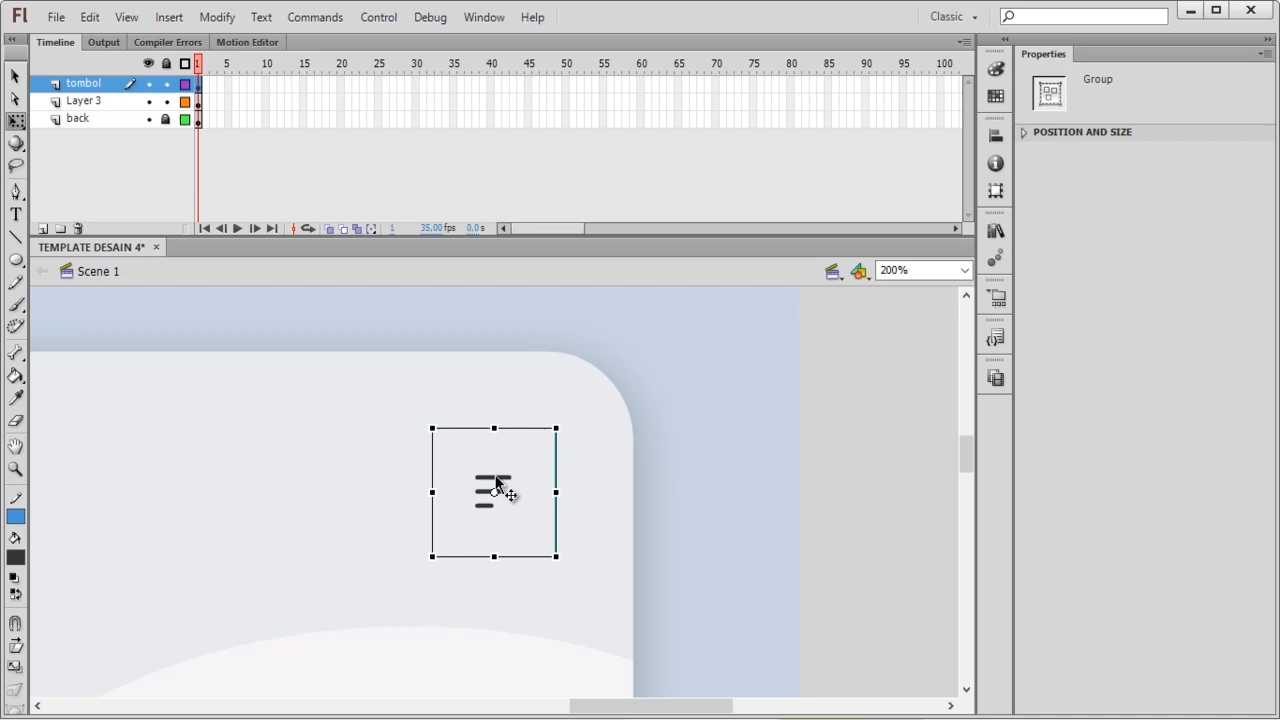 Fl File Edit View Insert Modify Text Commands Control Debug Window Help Classic
Timeline Output Compiler Errors Motion Editor Properties
1 5 10 15 20 25 30 35 40 45 50 55 60 65 70 75 80 85 90 95 100
Group
tombol
Layer 3
back
POSITION AND SIZE
1 35,00 fps 0,0 s
TEMPLATE DESAIN 4*
Scene 1 200%
T